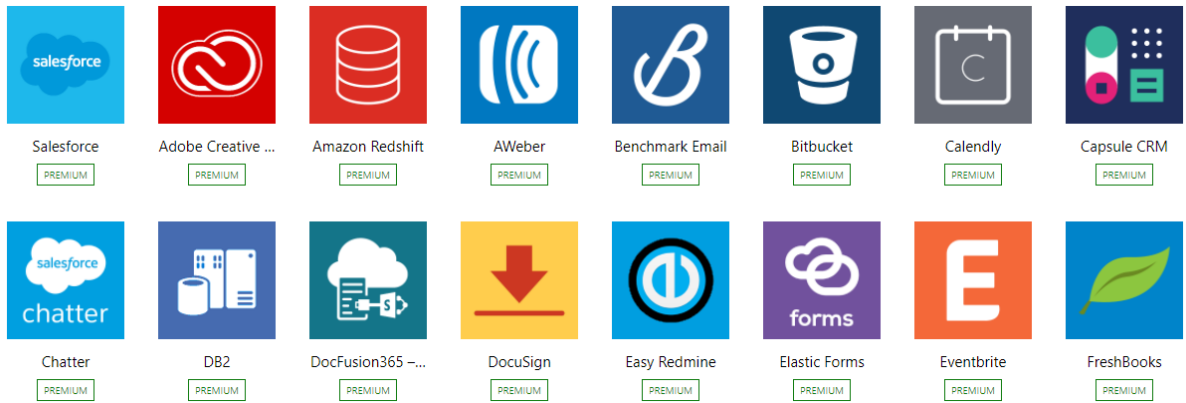 salesforce
C
Salesforce
Adobe Creative ...
Amazon Redshift
AWeber
Benchmark Email
Bitbucket
Calendly
Capsule CRM
PREMIUM
PREMIUM
PREMIUM
PREMIUM
PREMIUM
PREMIUM
PREMIUM
PREMIUM
salesforce
chatter
S
forms
E
Chatter
DB2
DocFusion365 –...
DocuSign
Easy Redmine
Elastic Forms
Eventbrite
FreshBooks
PREMIUM
PREMIUM
PREMIUM
PREMIUM
PREMIUM
PREMIUM
PREMIUM
PREMIUM